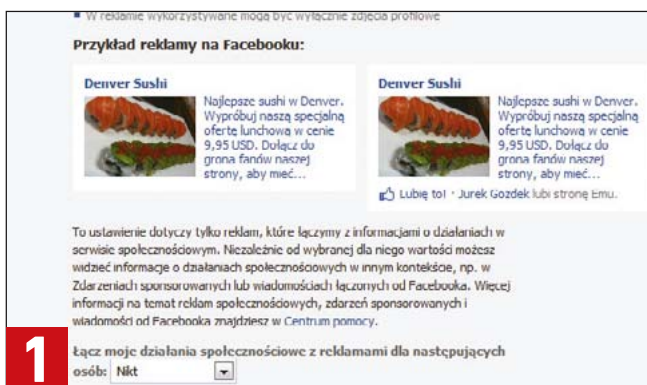 W reklamie wykorzystywane mogą być wyłącznie zdjęcia profilowe
Przykład reklamy na Facebooku:
Denver Sushi
Najlepsze sushi w Denver.
Wypróbuj naszą specjalną
ofertę lunchową w cenie
9,95 USD. Dołącz do
grona fanów naszej
strony, aby mieć...
Denver Sushi
Najlepsze sushi w Denver.
Wypróbuj naszą specjalną
ofertę lunchową w cenie
9,95 USD. Dołącz do
grona fanów naszej
strony, aby mieć...
Lubię to! · Jurek Gozdek lubi stronę Emu.
To ustawienie dotyczy tylko reklam, które łączymy z informacjami o działaniach w
serwisie społecznościowym. Niezależnie od wybranej dla niego wartości możesz
widzieć informacje o działaniach społecznościowych w innym kontekście, np. w
Zdarzeniach sponsorowanych lub wiadomościach łączonych od Facebooka. Więcej
informacji na temat reklam społecznościowych, zdarzeń sponsorowanych i
wiadomości od Facebooka znajdziesz w Centrum pomocy.
Łącz moje działania społecznościowe z reklamami dla następujących
osób: Nikt
1